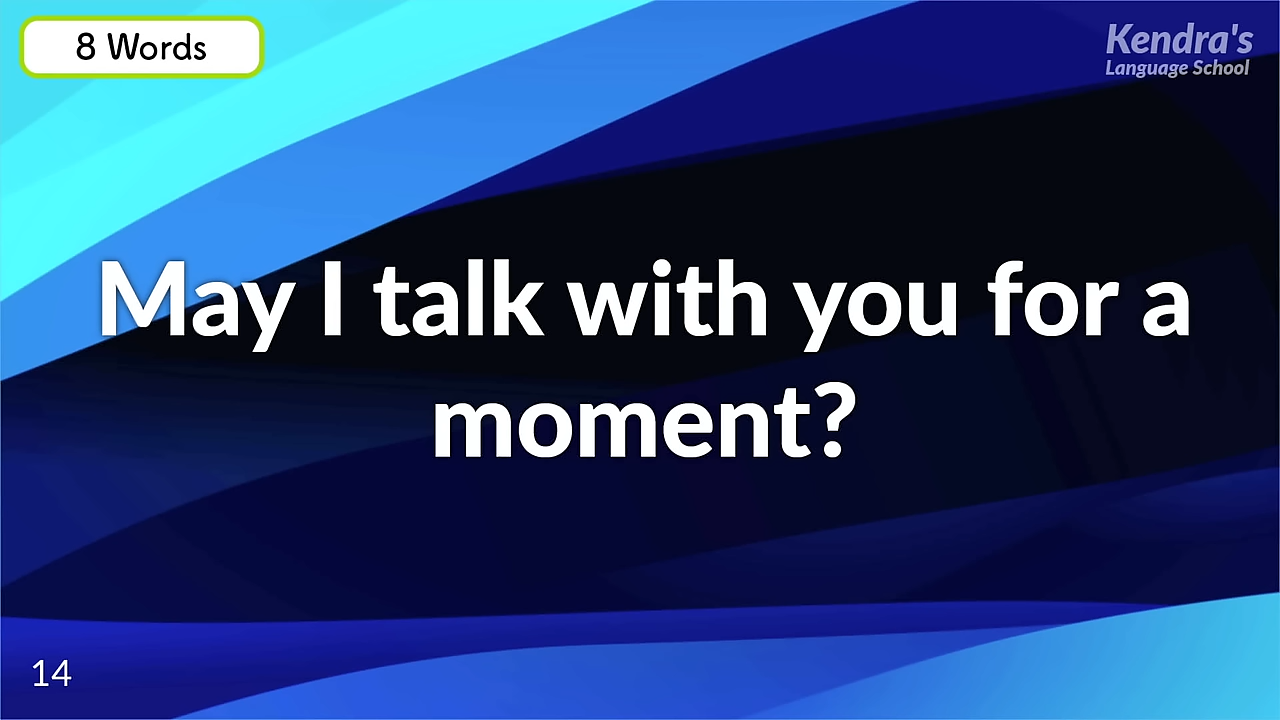 8 Words
Kendra's
Language School
May I talk with you for a
moment?
14